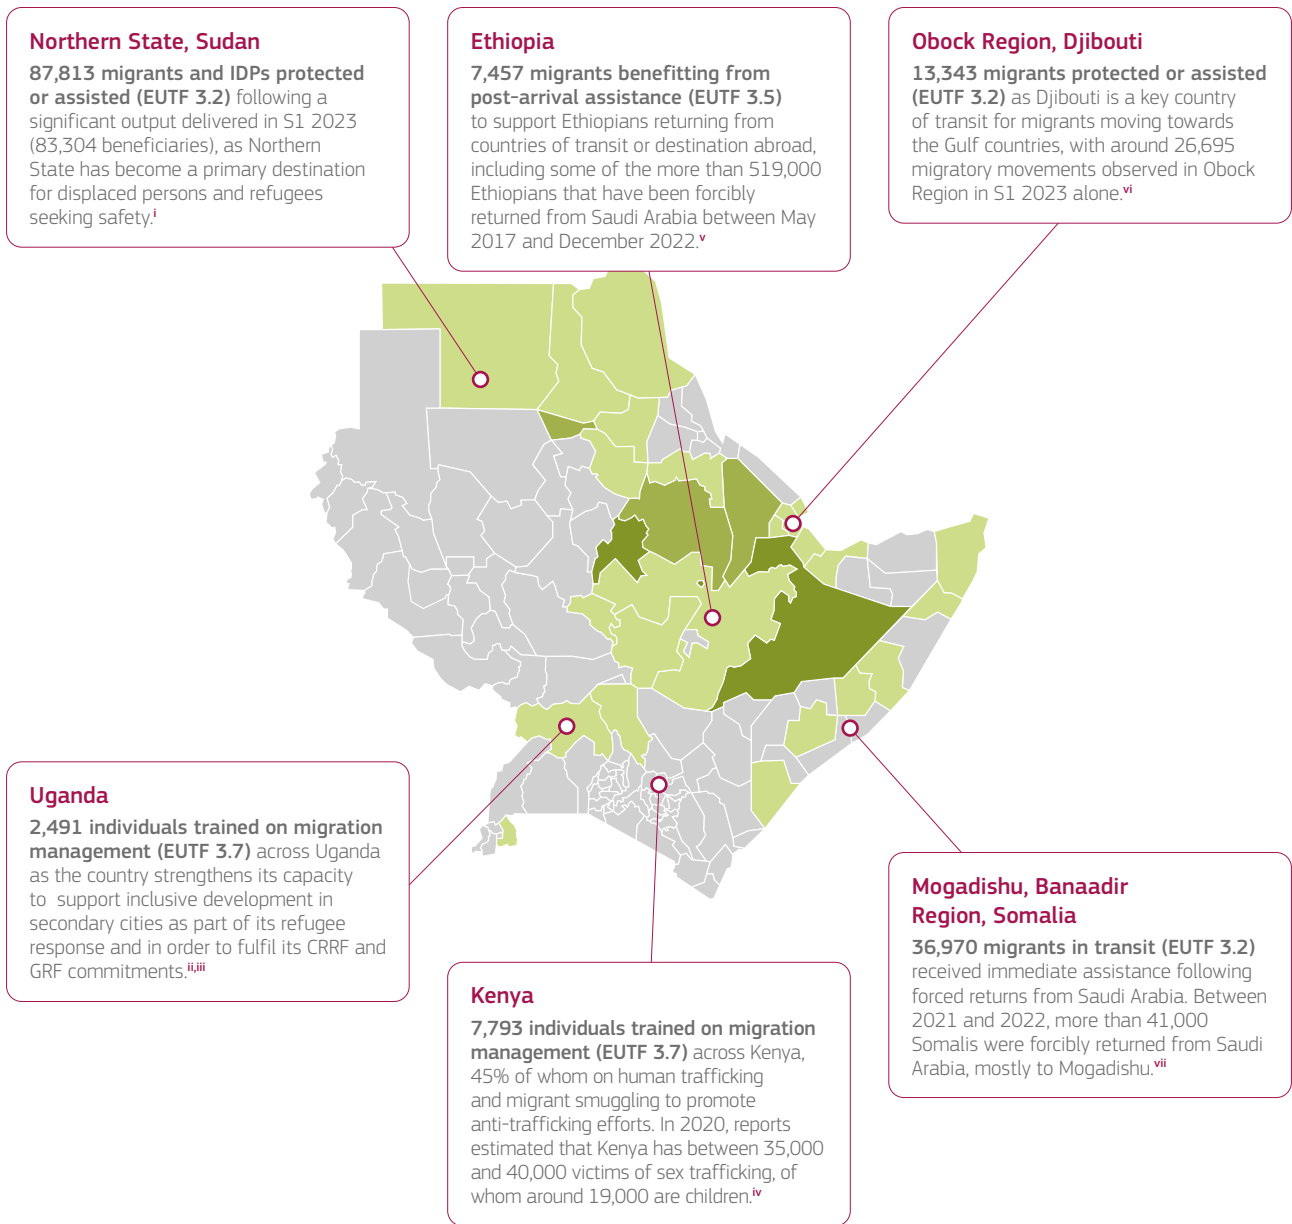 Northern State, Sudan
87,813 migrants and IDPs protected
or assisted (EUTF 3.2) following a
significant output delivered in S1 2023
(83,304 beneficiaries), as Northern
State has become a primary destination
for displaced persons and refugees
seeking safety.i
Ethiopia
7,457 migrants benefitting from
post-arrival assistance (EUTF 3.5)
to support Ethiopians returning from
countries of transit or destination abroad,
including some of the more than 519,000
Ethiopians that have been forcibly
returned from Saudi Arabia between May
2017 and December 2022.v
Obock Region, Djibouti
13,343 migrants protected or assisted
(EUTF 3.2) as Djibouti is a key country
of transit for migrants moving towards
the Gulf countries, with around 26,695
migratory movements observed in Obock
Region in S1 2023 alone.vi
Uganda
2,491 individuals trained on migration
management (EUTF 3.7) across Uganda
as the country strengthens its capacity
to support inclusive development in
secondary cities as part of its refugee
response and in order to fulfil its CRRF and
GRF commitments.ii,iii
Kenya
7,793 individuals trained on migration
management (EUTF 3.7) across Kenya,
45% of whom on human trafficking
and migrant smuggling to promote
anti-trafficking efforts. In 2020, reports
estimated that Kenya has between 35,000
and 40,000 victims of sex trafficking, of
whom around 19,000 are children.iv
Mogadishu, Banaadir
Region, Somalia
36,970 migrants in transit (EUTF 3.2)
received immediate assistance following
forced returns from Saudi Arabia. Between
2021 and 2022, more than 41,000
Somalis were forcibly returned from Saudi
Arabia, mostly to Mogadishu.vii